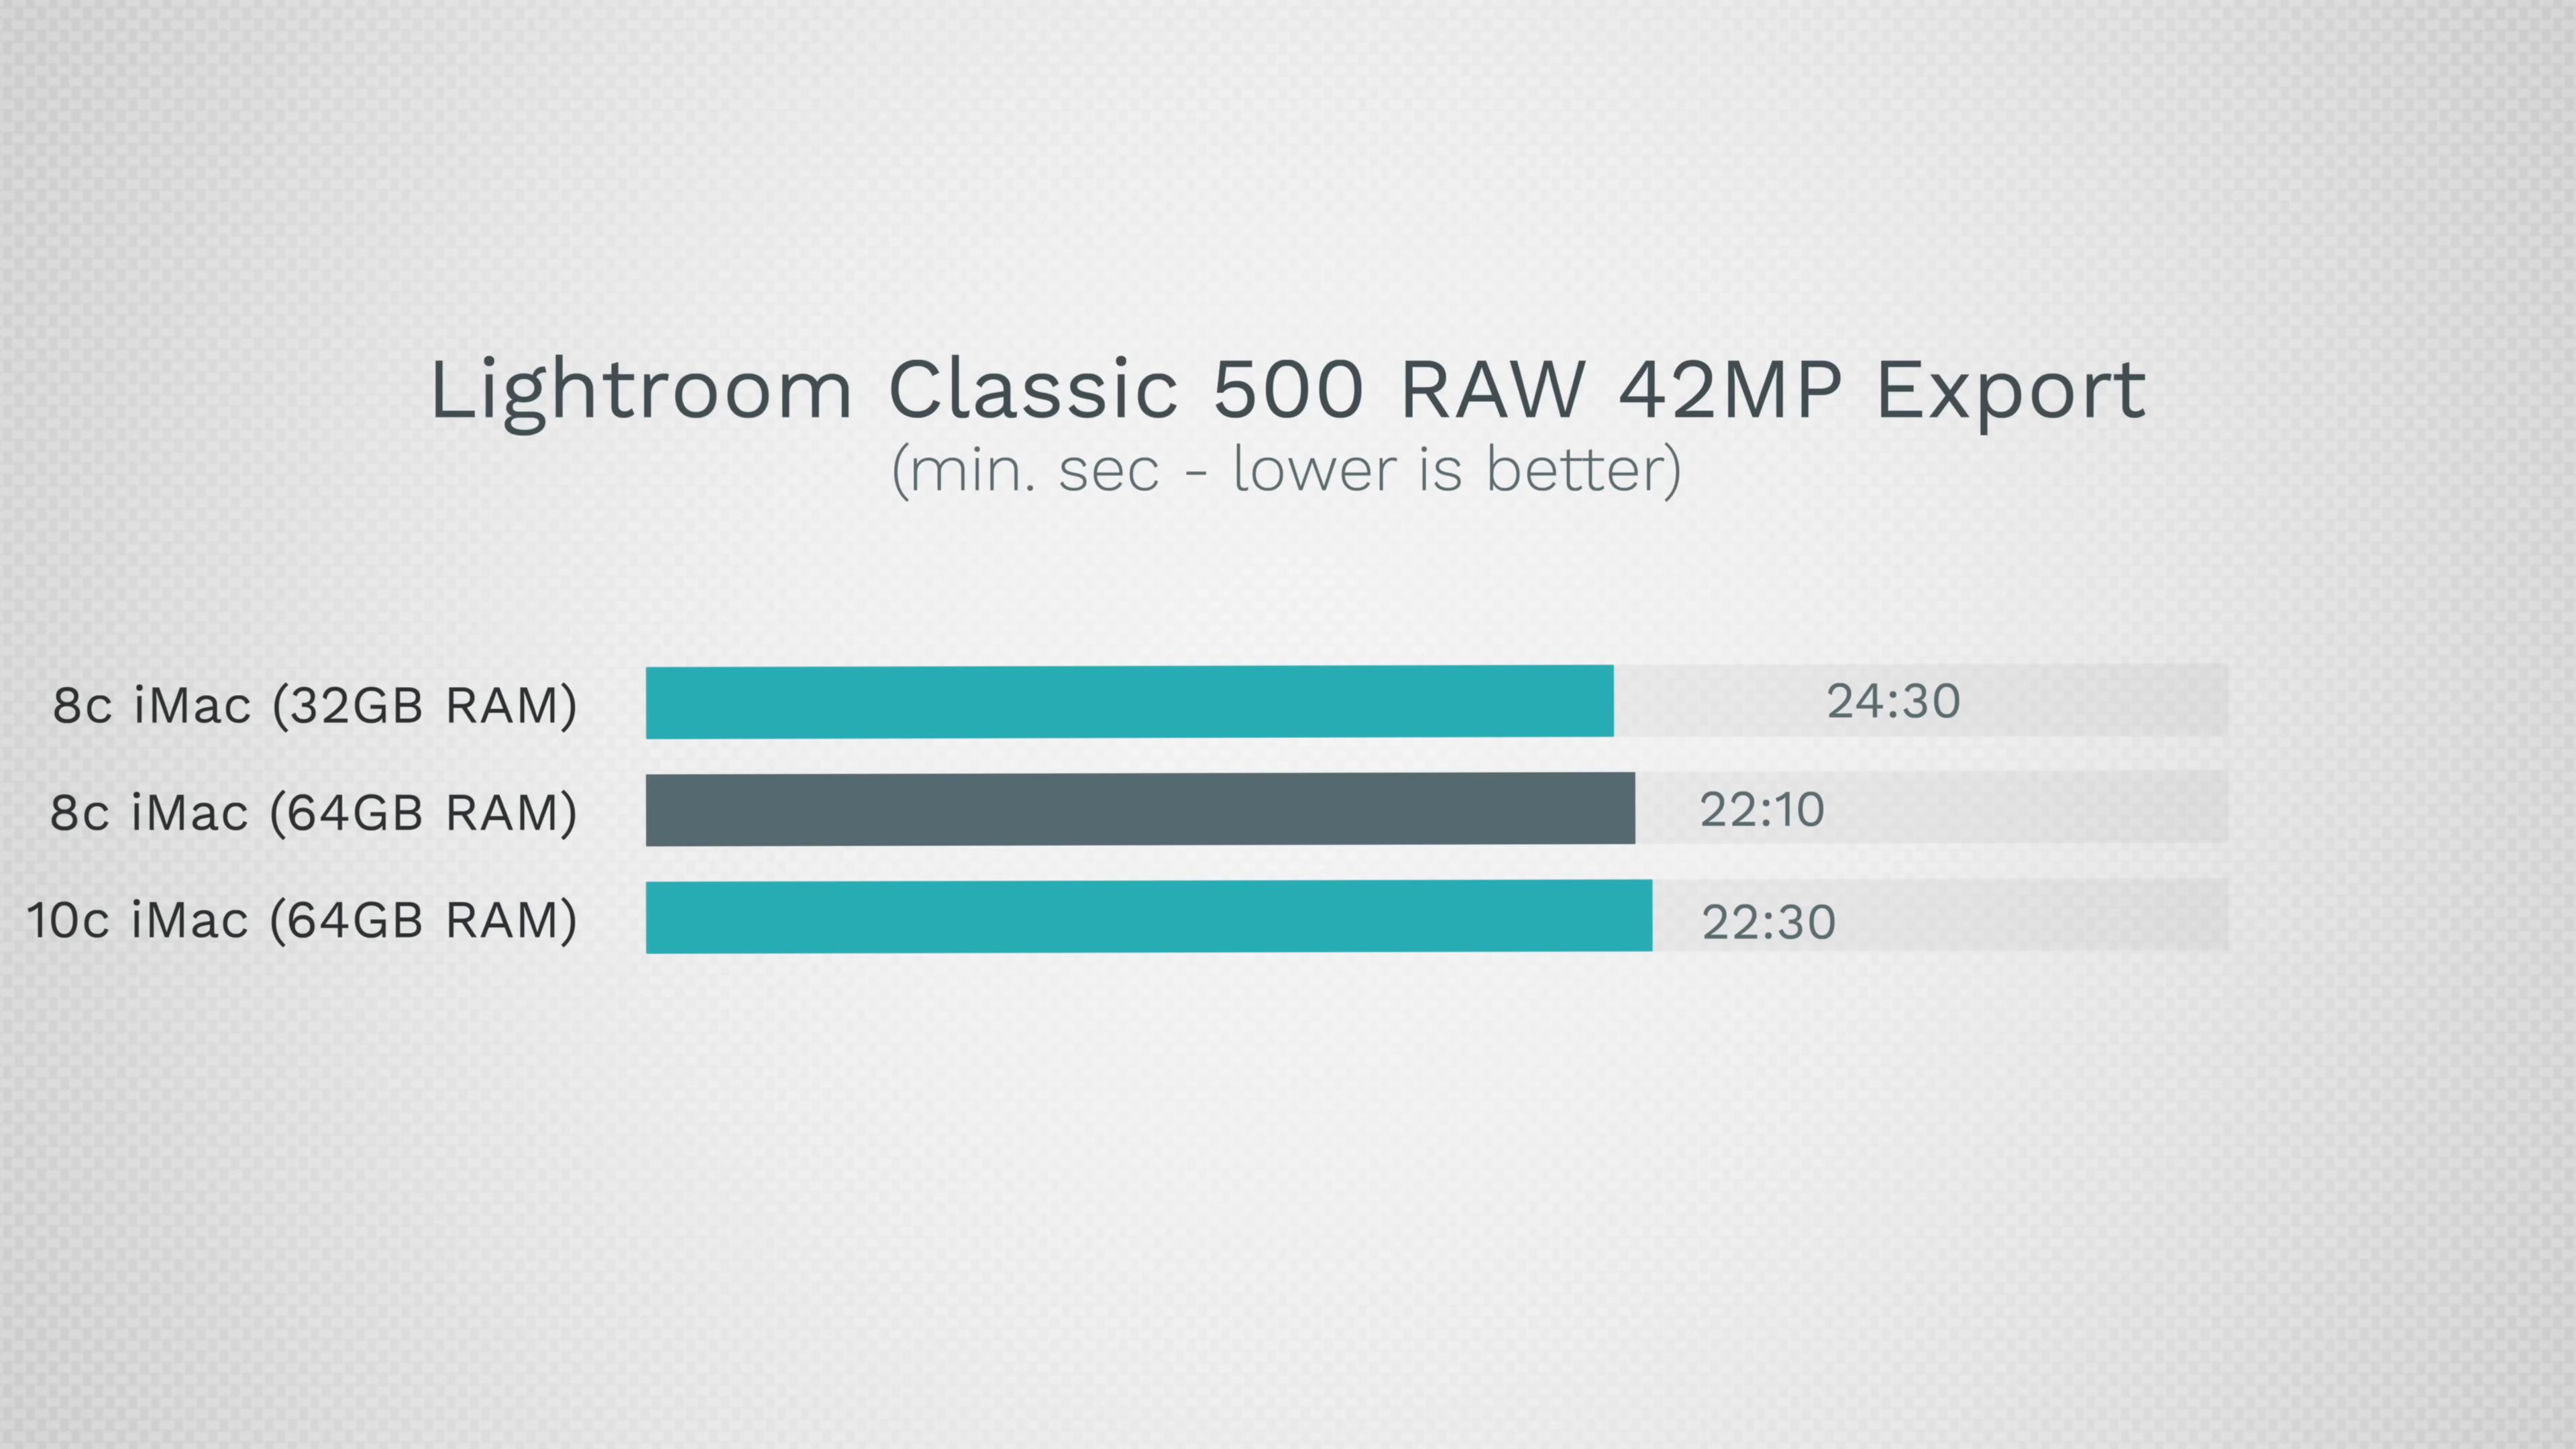 Lightroom Classic 500 RAW 42MP Export
(min. sec - lower is better)
8c iMac (32GB RAM) 24:30
8c iMac (64GB RAM) 22:10
10c iMac (64GB RAM) 22:30